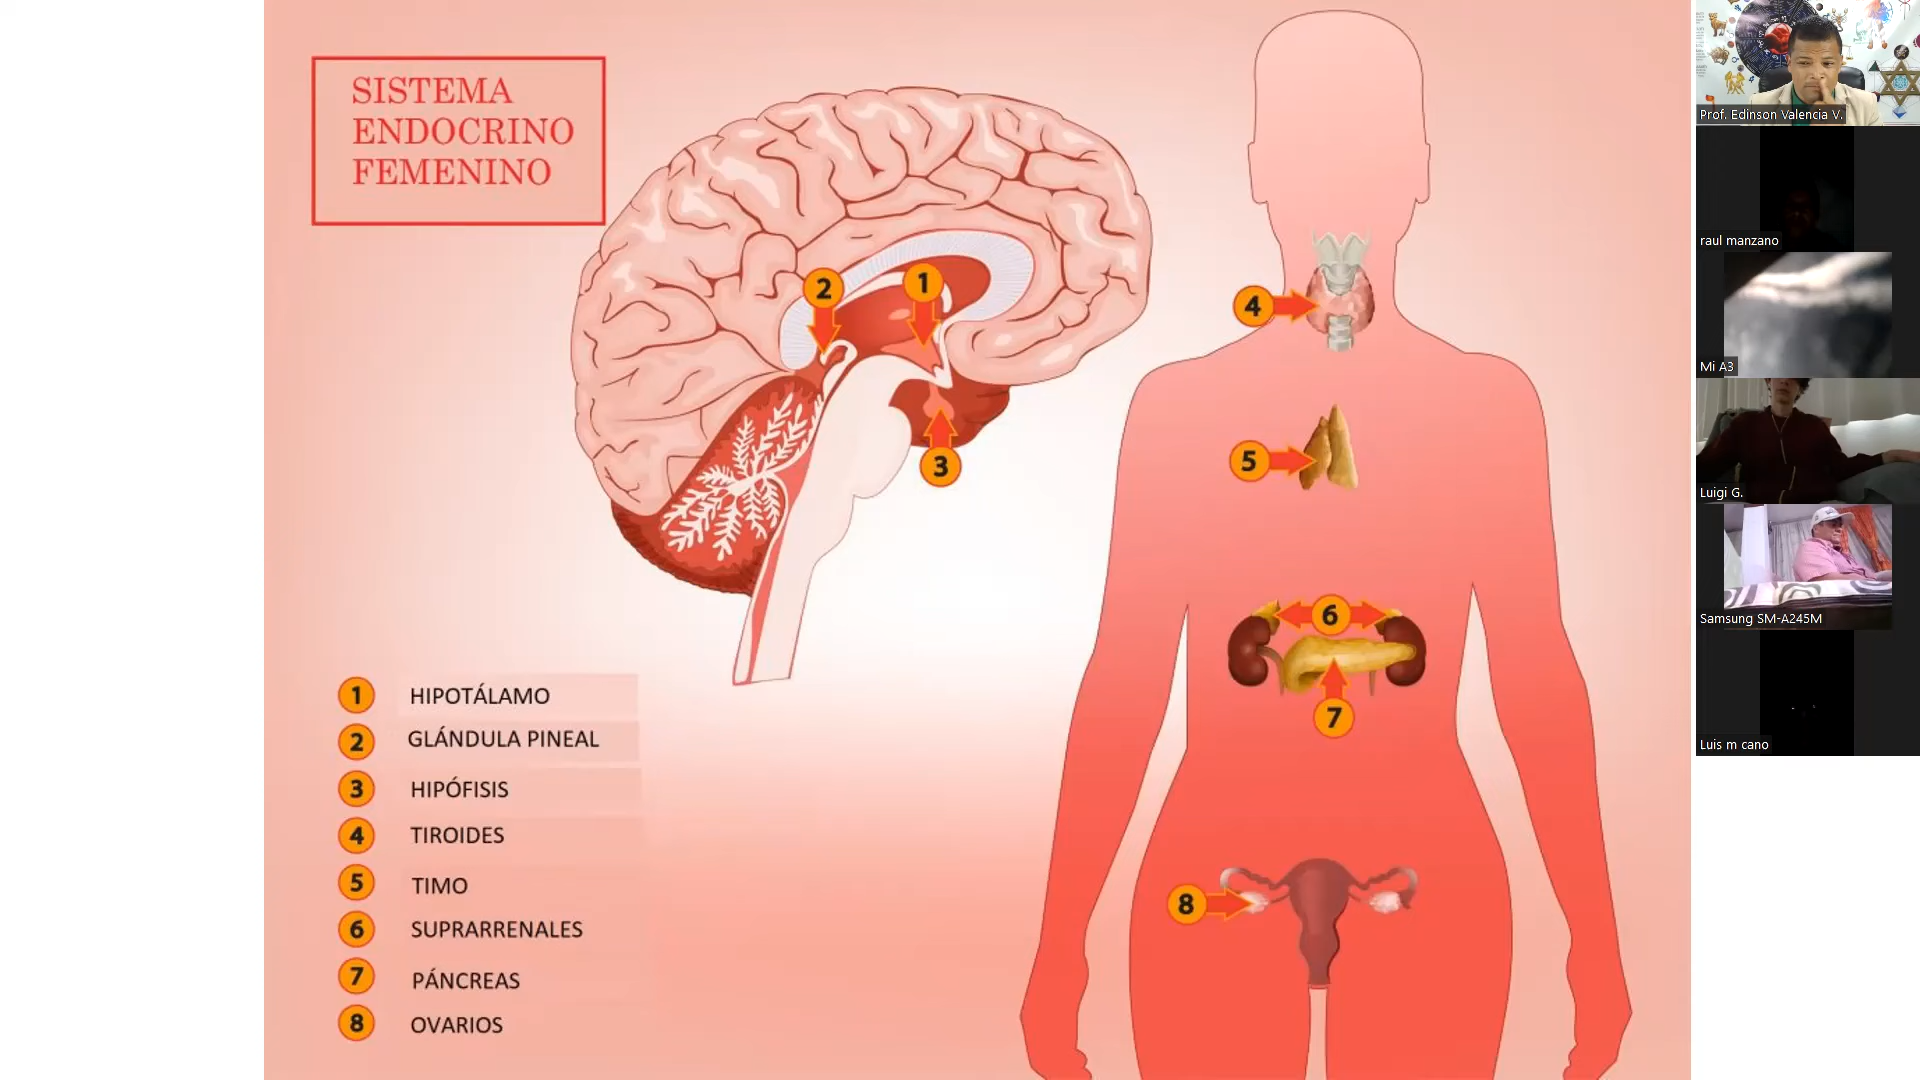 SISTEMA
ENDOCRINO
FEMENINO
2
1
3
4
5
6
7
8
1 HIPOTÁLAMO
2 GLÁNDULA PINEAL
3 HIPÓFISIS
4 TIROIDES
5 TIMO
6 SUPRARRENALES
7 PÁNCREAS
8 OVARIOS
Prof. Edinson Valencia V.
raul manzano
Mi A3
Luigi G.
Samsung SM-A245M
Luis m cano